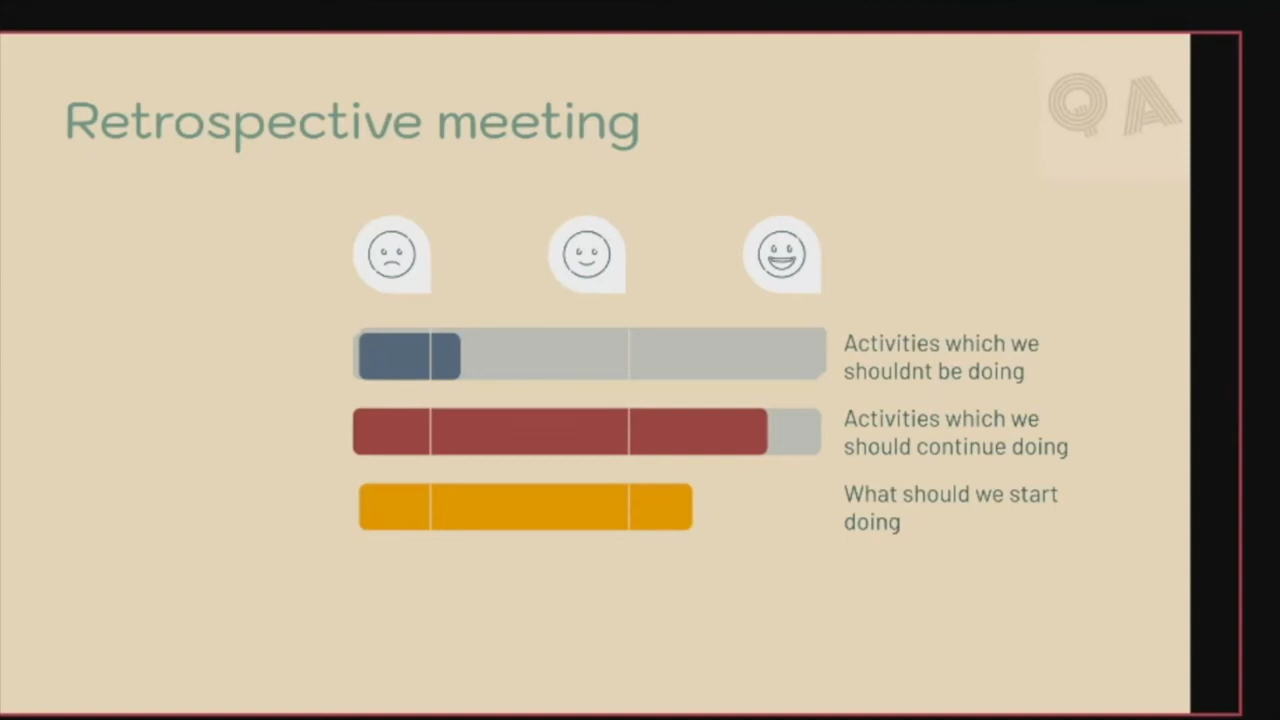 Retrospective meeting
QA
Activities which we
shouldnt be doing
Activities which we
should continue doing
What should we start
doing